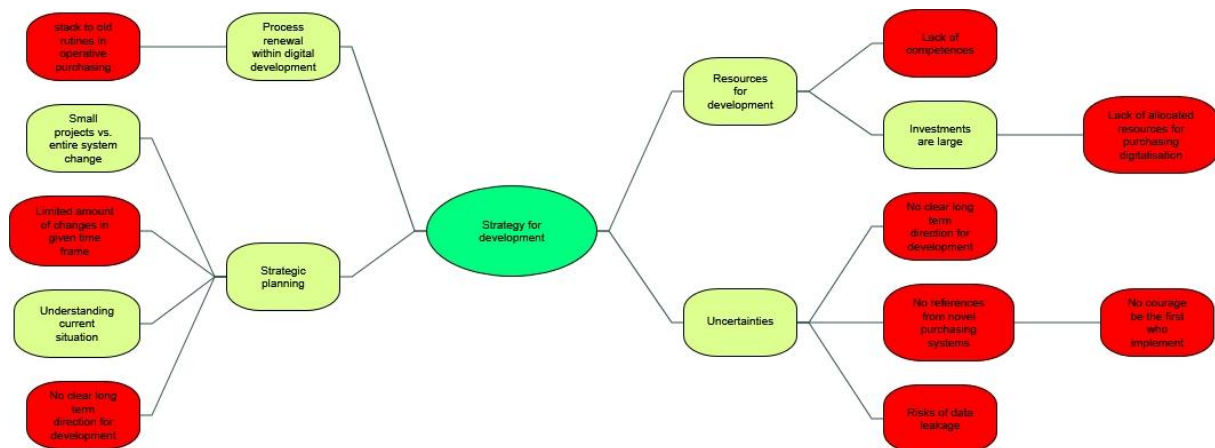 stack to old
rutines in
operative
purchasing
Process
renewal
within digital
development
Small
projects vs.
entire system
change
Limited amount
of changes in
given time
frame
Strategic
planning
Understanding
current
situation
No clear long
term
direction for
development
Strategy for
development
Resources
for
development
Lack of
competences
Investments
are large
Lack of allocated
resources for
purchasing
digitalisation
Uncertainties
No clear long
term
direction for
development
No references
from novel
purchasing
systems
No courage
be the first
who
implement
Risks of data
leakage